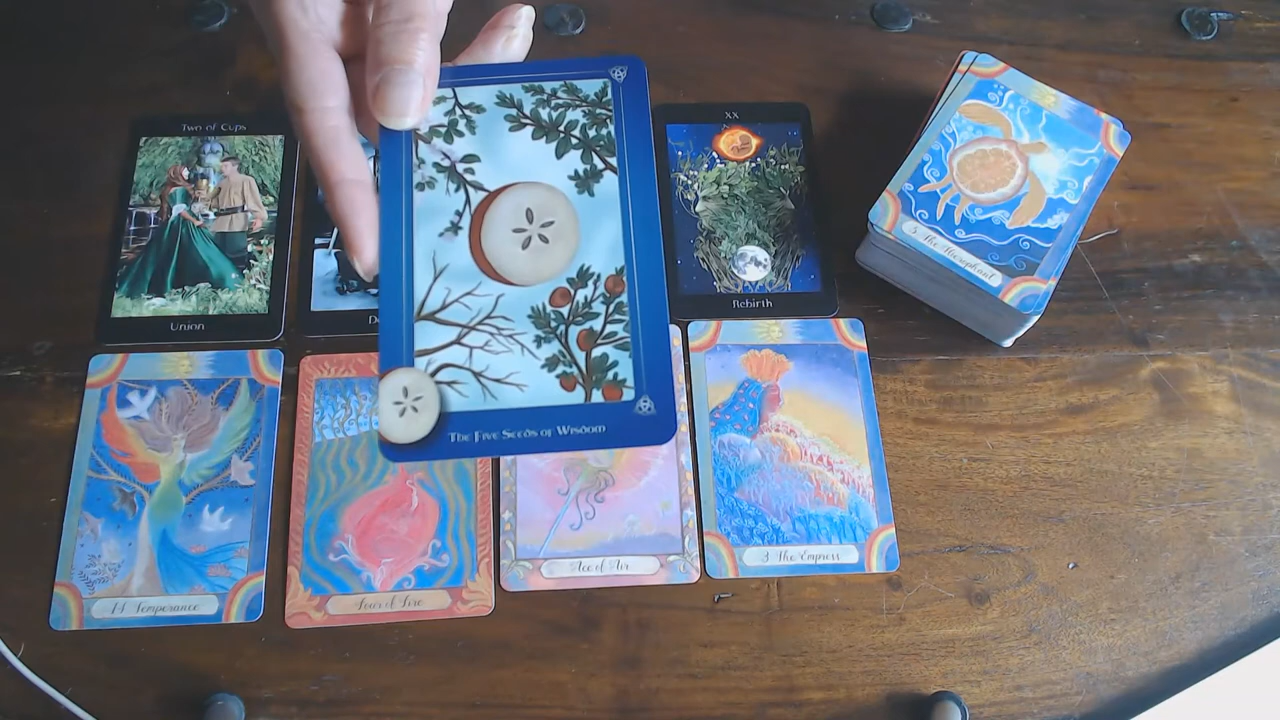 Two of Cups
Union
XX
Rebirth
The Five Seeds of Wisdom
5 The Hierophant
14 Temperance
Four of Fire
Ace of Air
3 The Empress